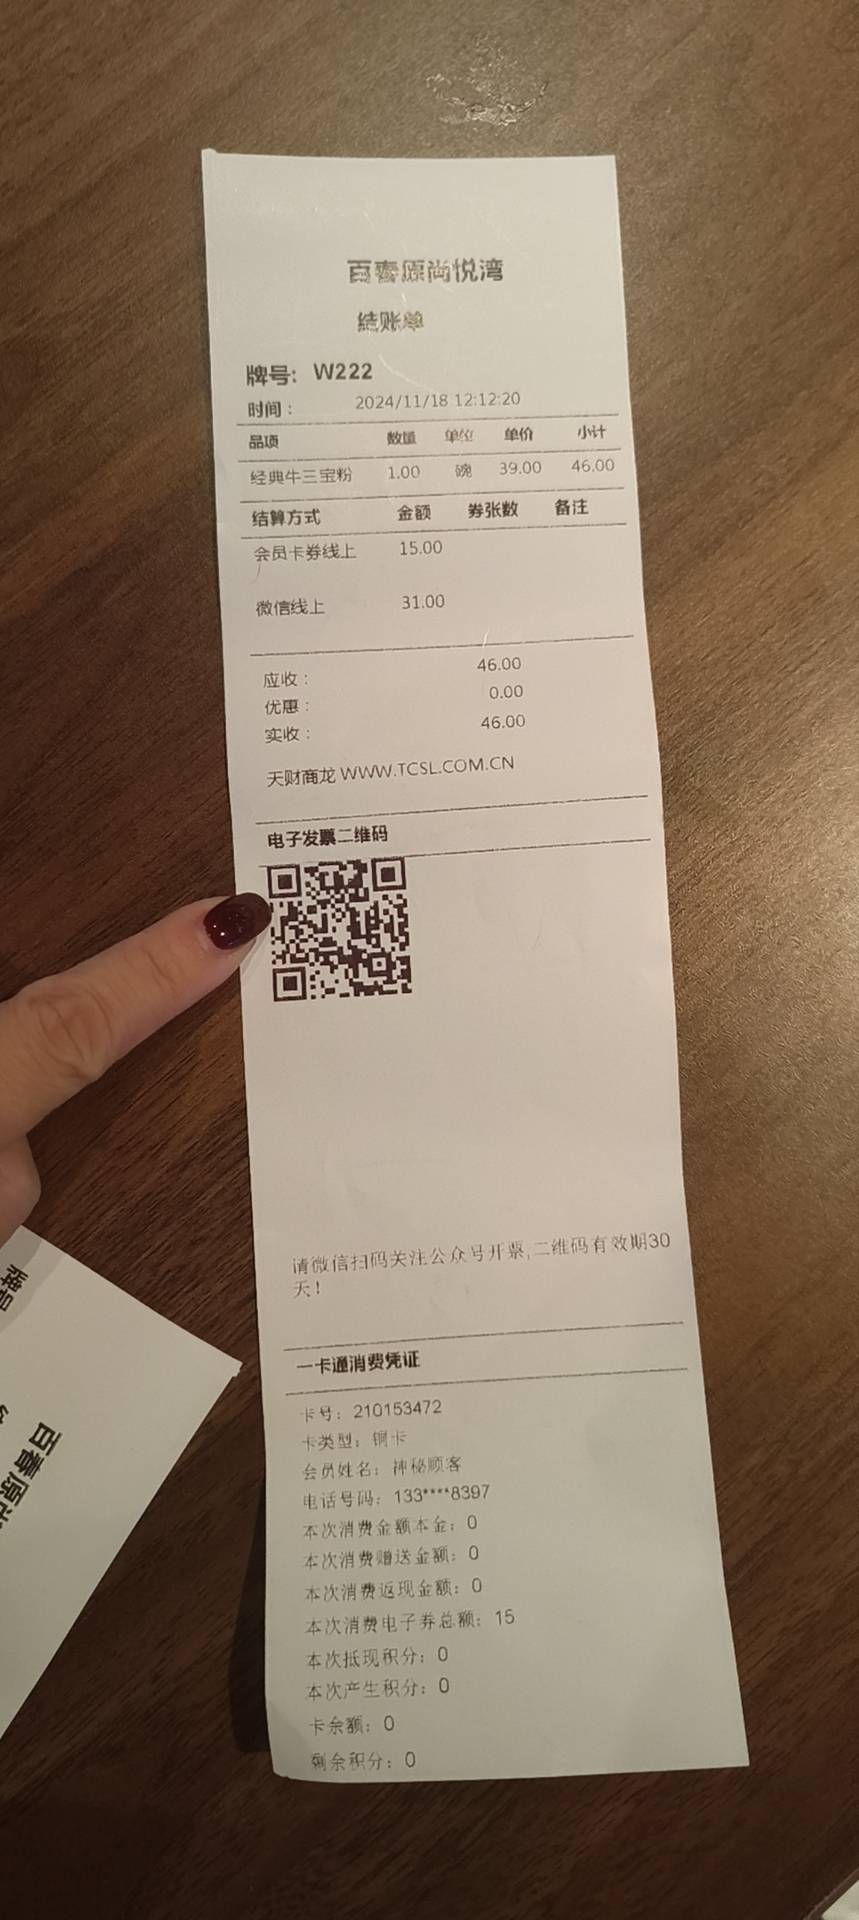 百春原尚悦湾
结账单
牌号： W222
时间： 2024/11/18 12:12:20
品项 数量 单位 单价 小计
经典牛三宝粉 1.00 碗 39.00 46.00
结算方式 金额 券张数 备注
会员卡券线上 15.00
微信线上 31.00
应收： 46.00
优惠： 0.00
实收： 46.00
天财商龙 WWW.TCSL.COM.CN
电子发票二维码
请微信扫码关注公众号开票,二维码有效期30
天！
一卡通消费凭证
卡号：210153472
卡类型：铜卡
会员姓名：神秘顾客
电话号码：133****8397
本次消费金额本金：0
本次消费赠送金额：0
本次消费返现金额：0
本次消费电子券总额：15
本次抵现积分：0
本次产生积分：0
卡余额：0
剩余积分：0
牌号
百春原尚